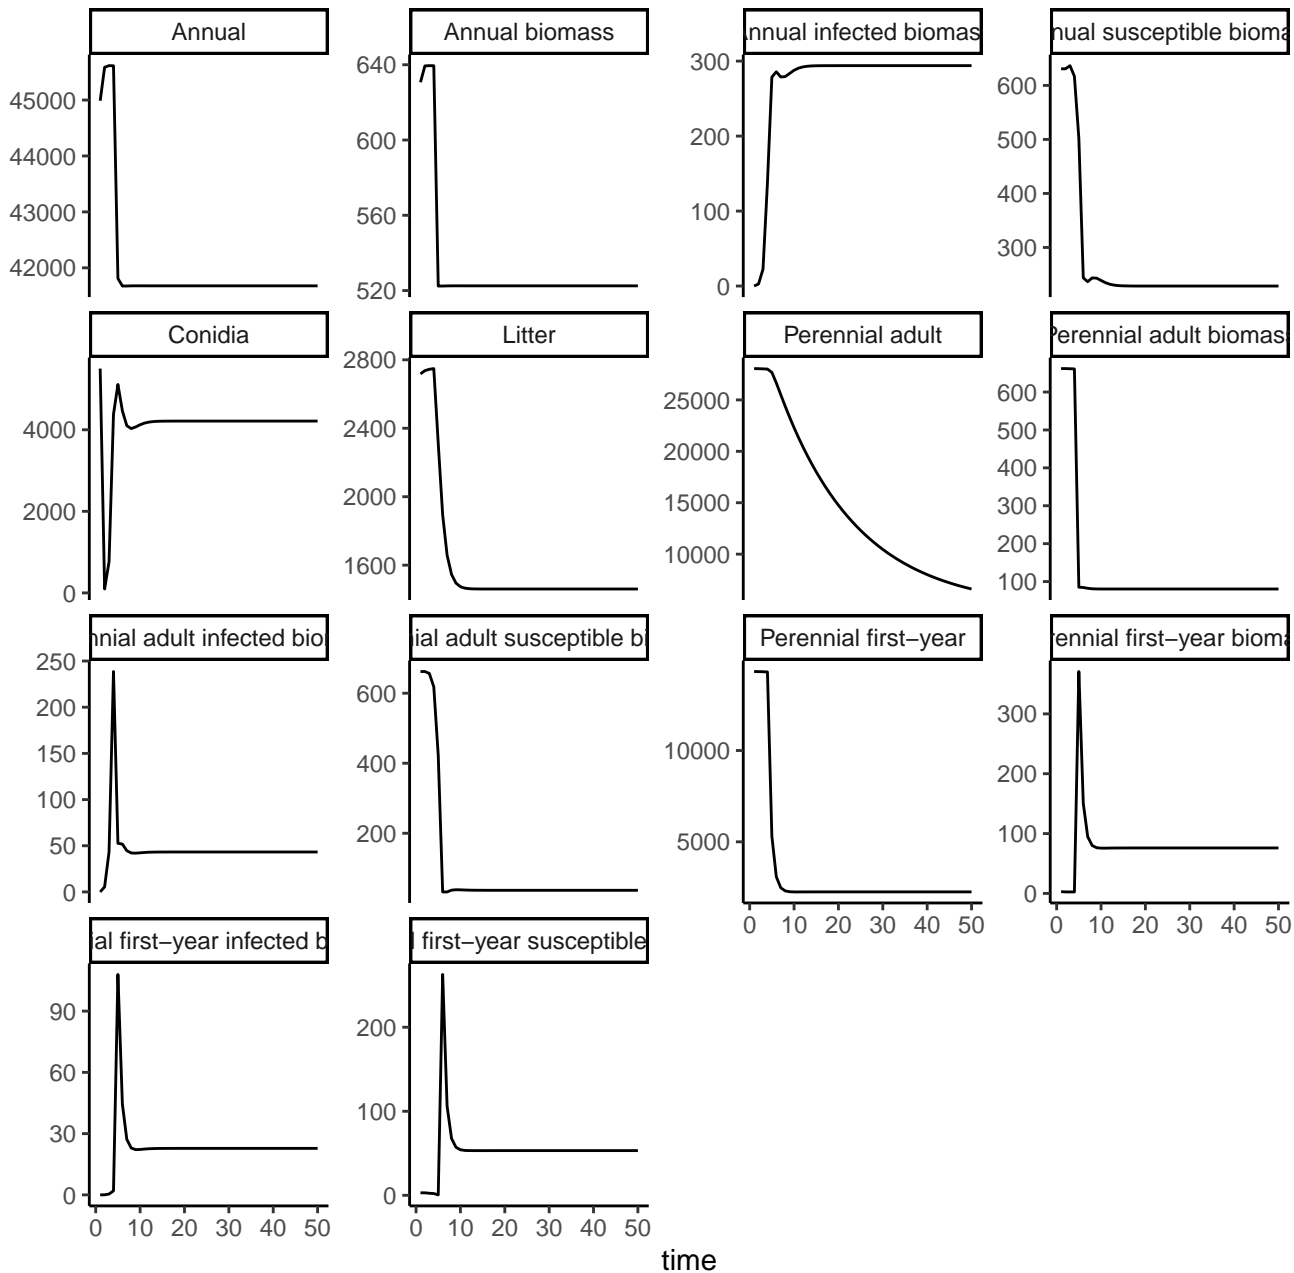 Annual
Annual biomass
Annual infected biomas
nual susceptible bioma
45000
44000
43000
42000
640
600
560
520
300
200
100
0
600
500
400
300
Conidia
Litter
Perennial adult
Perennial adult biomas
4000
2000
0
2800
2400
2000
1600
25000
20000
15000
10000
600
500
400
300
200
100
nnial adult infected bio
ial adult susceptible bi
Perennial first−year
rennial first−year bioma
250
200
150
100
50
0
600
400
200
10000
5000
300
200
100
0
0 10 20 30 40 50
0 10 20 30 40 50
ial first−year infected b
l first−year susceptible
90
60
30
0
200
100
0
0 10 20 30 40 50
0 10 20 30 40 50
time